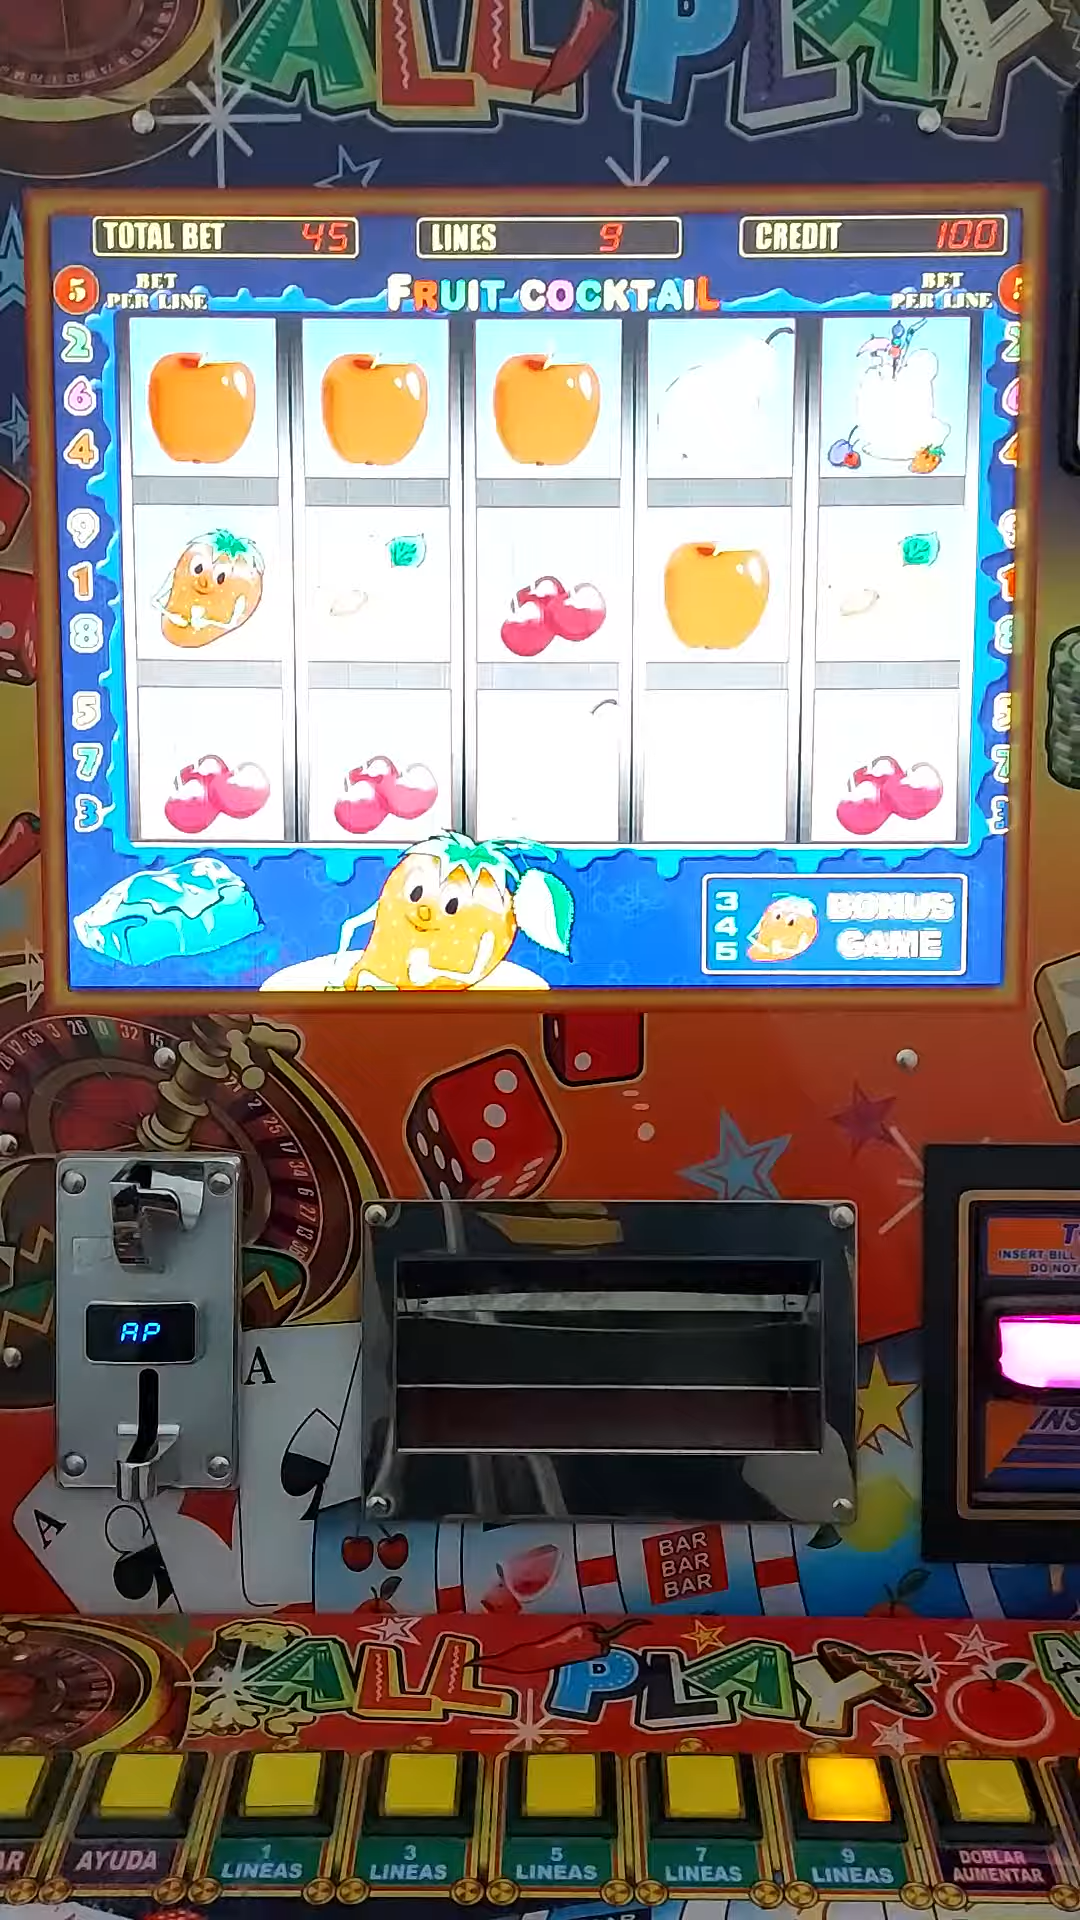 ALL PLAY
TOTAL BET 45
LINES 9
CREDIT 100
5 BET PER LINE
FRUIT COCKTAIL
BET PER LINE
2
6
4
9
1
8
5
7
3
3
4
5
BONUS
GAME
AP
INSERT BILL
DO NOT
INS
A
A
BAR
BAR
BAR
ALL PLAY
AYUDA
1
LINEAS
3
LINEAS
5
LINEAS
7
LINEAS
9
LINEAS
DOBLAR
AUMENTAR